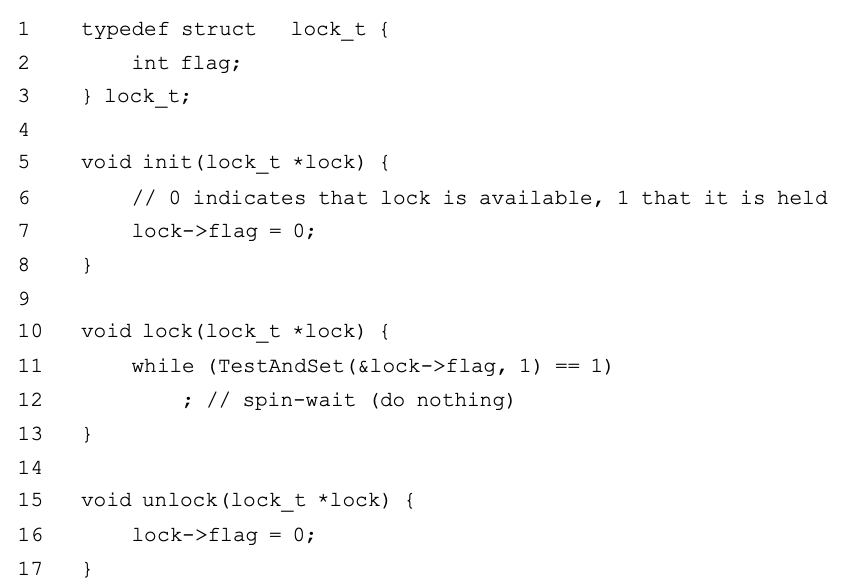 1 typedef struct lock_t {
2 int flag;
3 } lock_t;
4
5 void init(lock_t *lock) {
6 // 0 indicates that lock is available, 1 that it is held
7 lock->flag = 0;
8 }
9
10 void lock(lock_t *lock) {
11 while (TestAndSet(&lock->flag, 1) == 1)
12 ; // spin-wait (do nothing)
13 }
14
15 void unlock(lock_t *lock) {
16 lock->flag = 0;
17 }